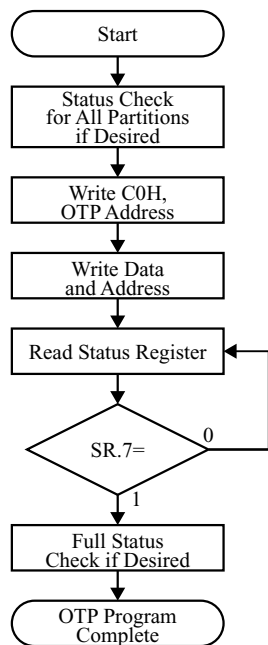 Start
Status Check
for All Partitions
if Desired
Write C0H,
OTP Address
Write Data
and Address
Read Status Register
SR.7=
0
1
Full Status
Check if Desired
OTP Program
Complete